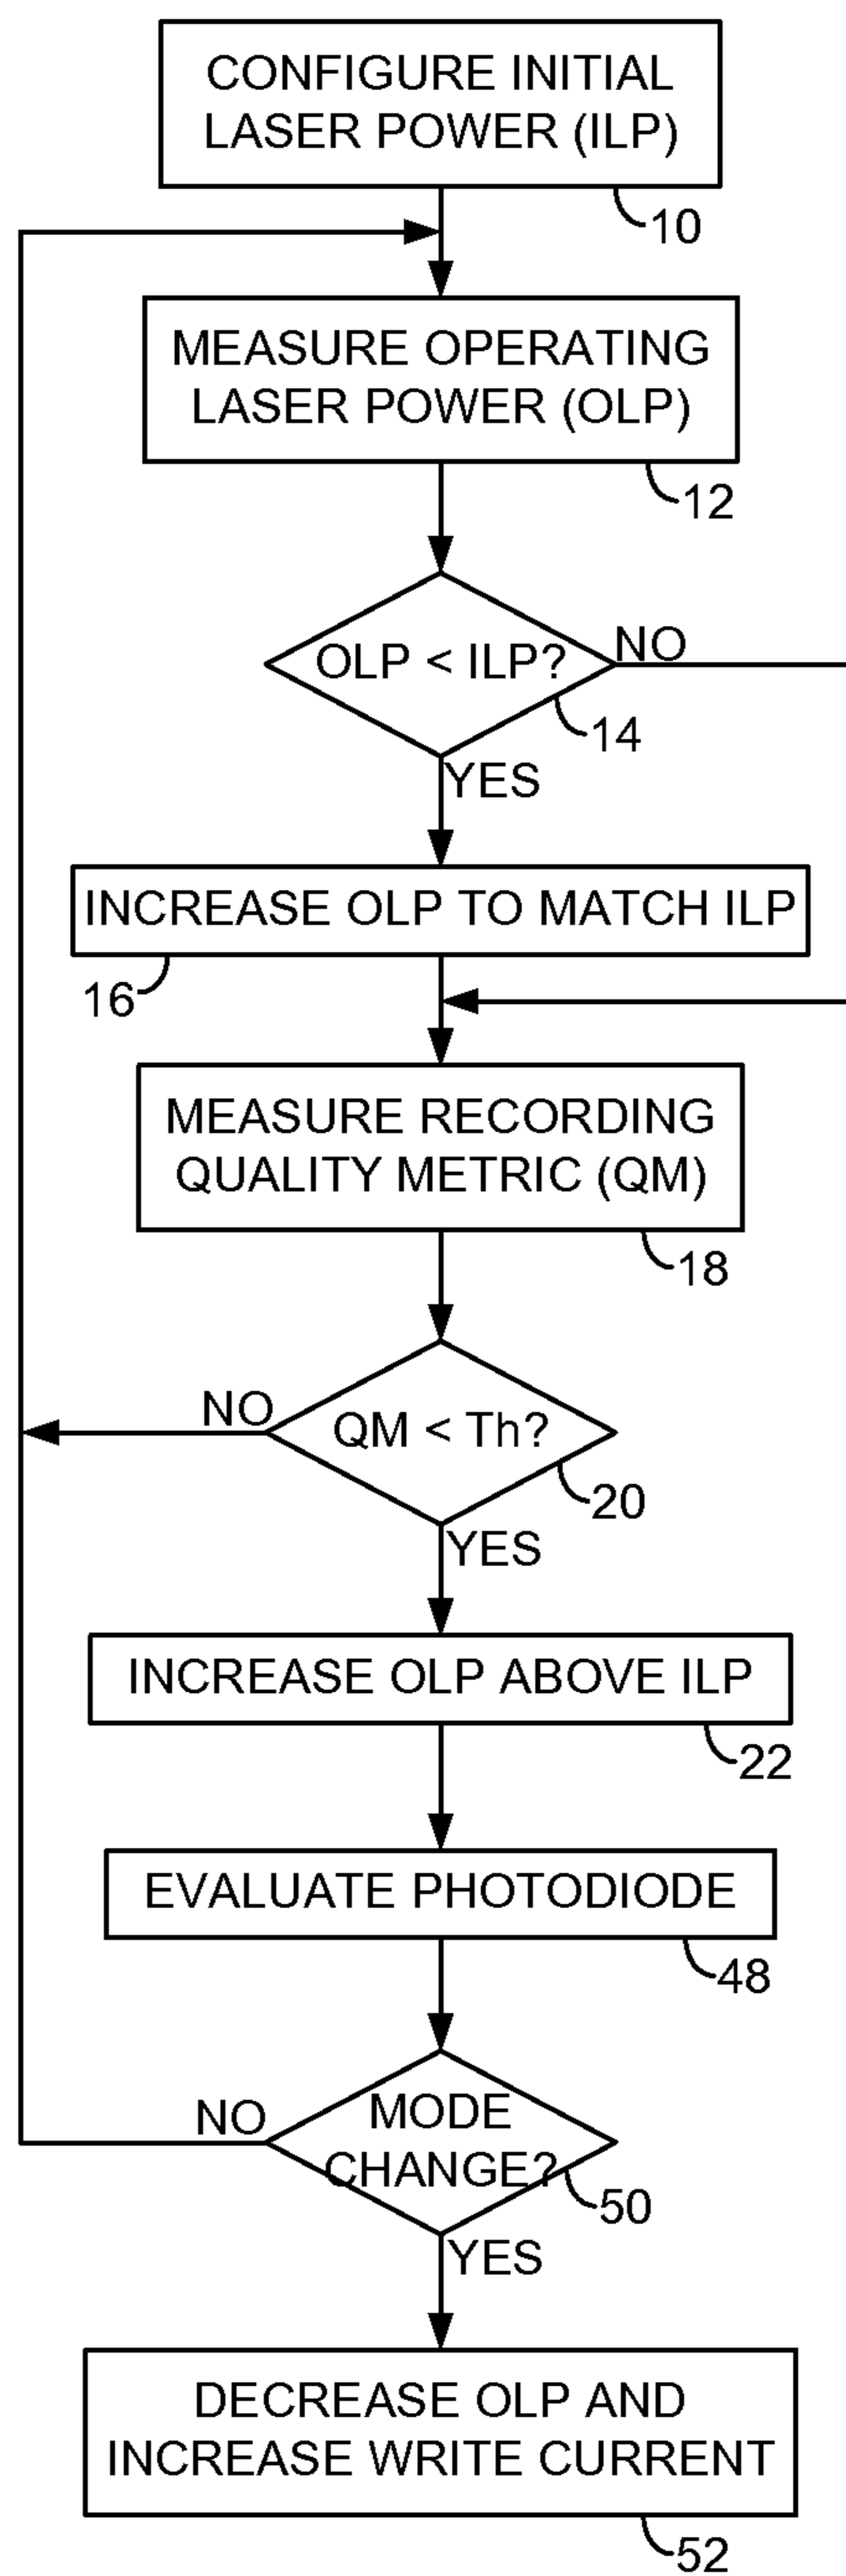 CONFIGURE INITIAL
LASER POWER (ILP)
10
MEASURE OPERATING
LASER POWER (OLP)
12
OLP < ILP?
NO
14
YES
INCREASE OLP TO MATCH ILP
16
MEASURE RECORDING
QUALITY METRIC (QM)
18
NO
QM < Th?
20
YES
INCREASE OLP ABOVE ILP
22
EVALUATE PHOTODIODE
48
NO
MODE
CHANGE?
50
YES
DECREASE OLP AND
INCREASE WRITE CURRENT
52